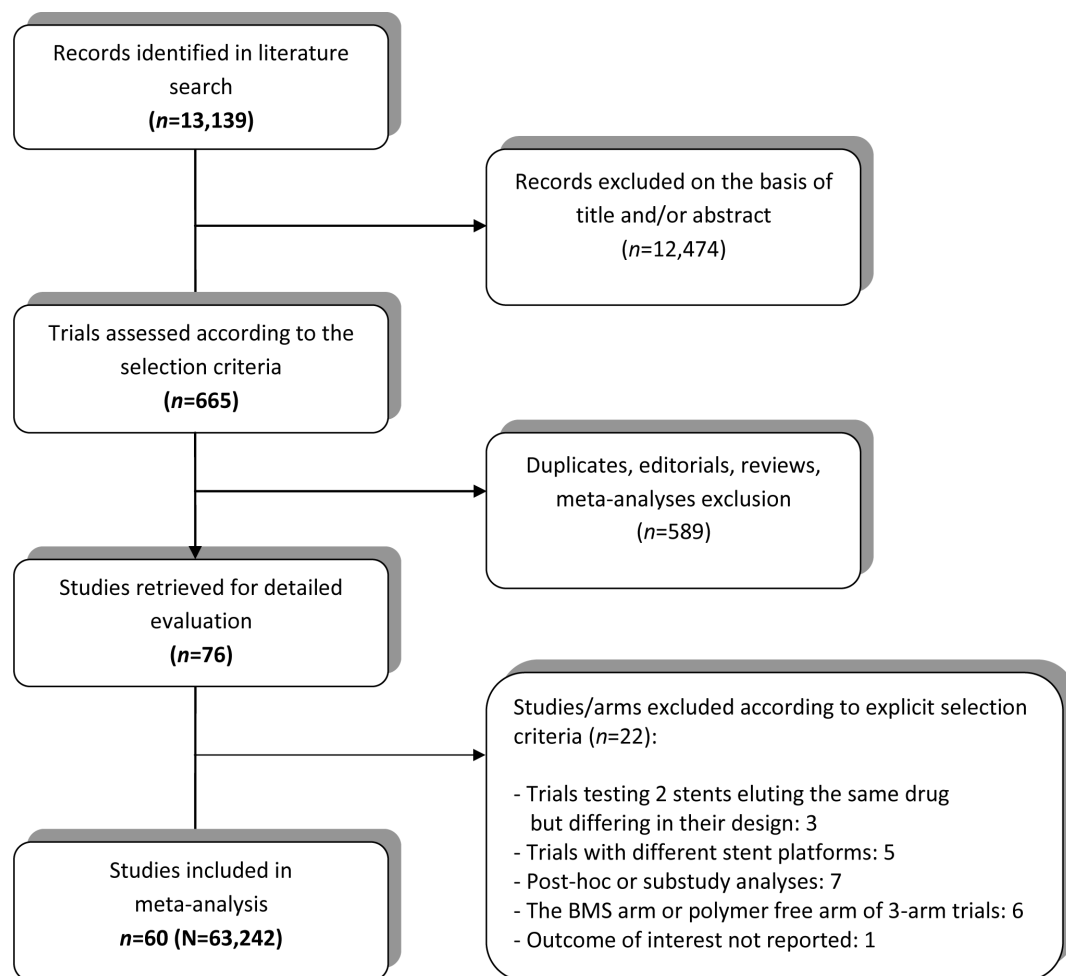 Records identified in literature
search
(n=13,139)
Records excluded on the basis of
title and/or abstract
(n=12,474)
Trials assessed according to the
selection criteria
(n=665)
Duplicates, editorials, reviews,
meta-analyses exclusion
(n=589)
Studies retrieved for detailed
evaluation
(n=76)
Studies/arms excluded according to explicit selection
criteria (n=22):
- Trials testing 2 stents eluting the same drug
but differing in their design: 3
- Trials with different stent platforms: 5
- Post-hoc or substudy analyses: 7
- The BMS arm or polymer free arm of 3-arm trials: 6
- Outcome of interest not reported: 1
Studies included in
meta-analysis
n=60 (N=63,242)